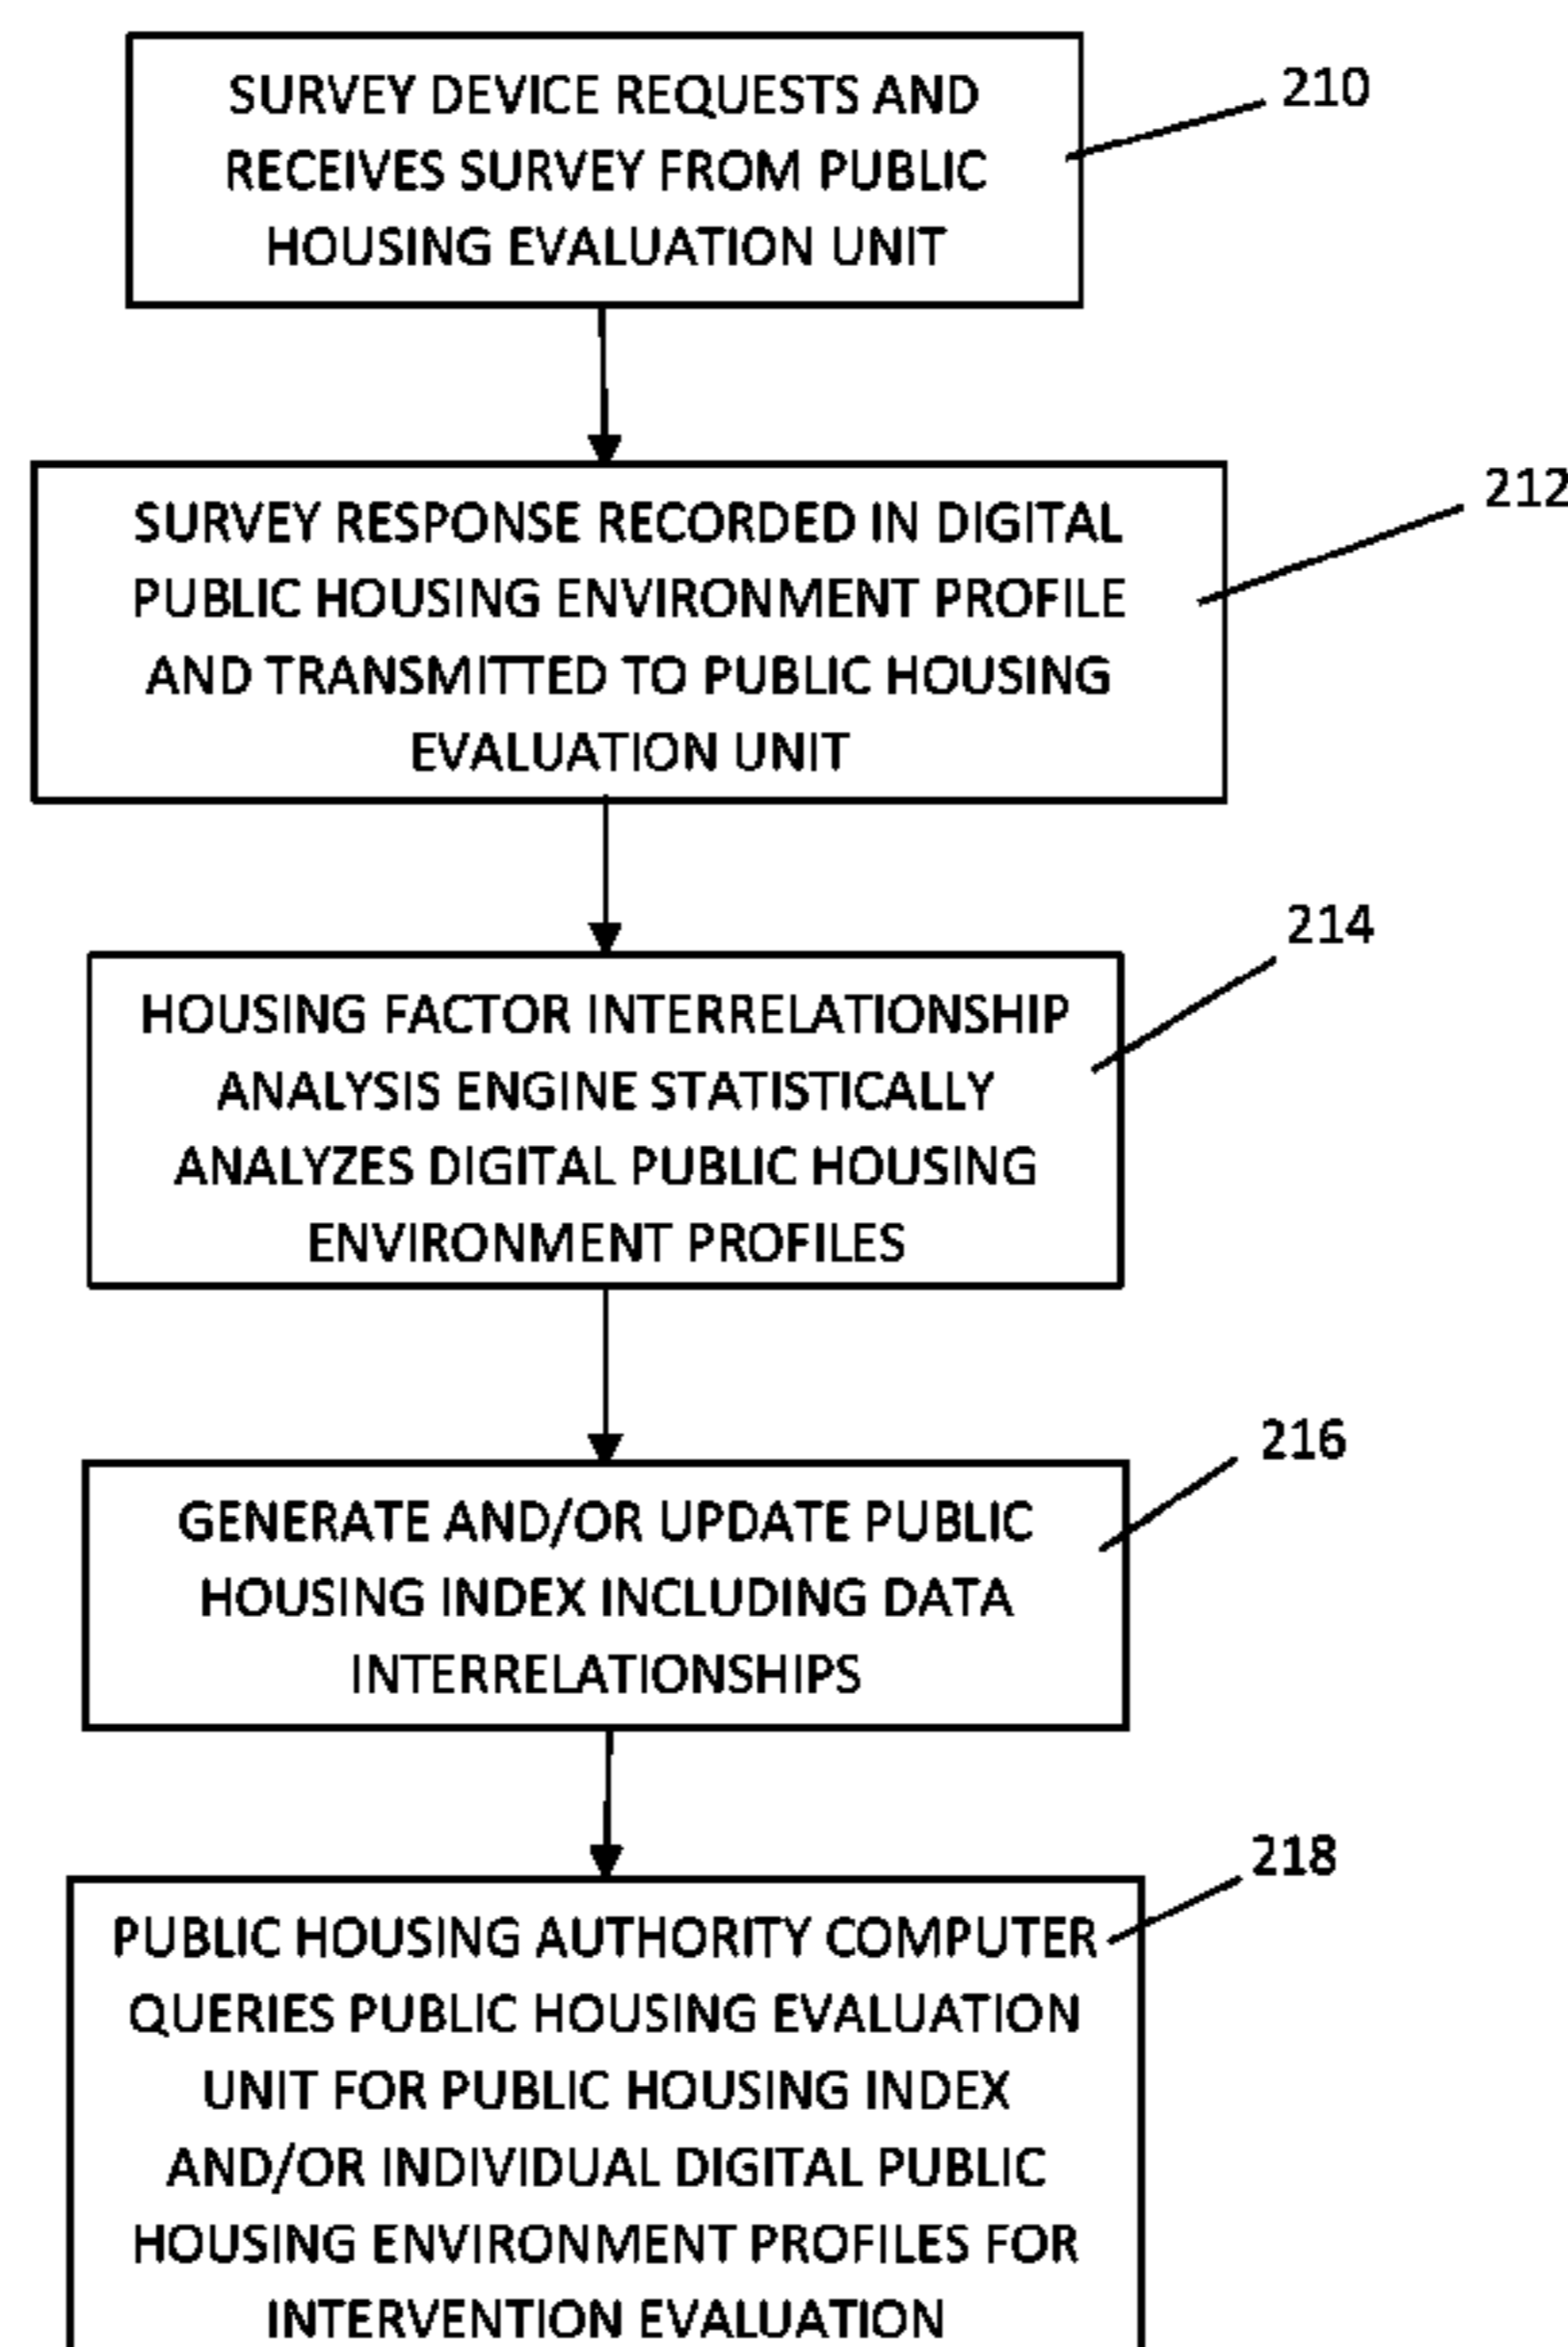 SURVEY DEVICE REQUESTS AND
RECEIVES SURVEY FROM PUBLIC
HOUSING EVALUATION UNIT
210
SURVEY RESPONSE RECORDED IN DIGITAL
PUBLIC HOUSING ENVIRONMENT PROFILE
AND TRANSMITTED TO PUBLIC HOUSING
EVALUATION UNIT
212
HOUSING FACTOR INTERRELATIONSHIP
ANALYSIS ENGINE STATISTICALLY
ANALYZES DIGITAL PUBLIC HOUSING
ENVIRONMENT PROFILES
214
GENERATE AND/OR UPDATE PUBLIC
HOUSING INDEX INCLUDING DATA
INTERRELATIONSHIPS
216
PUBLIC HOUSING AUTHORITY COMPUTER
QUERIES PUBLIC HOUSING EVALUATION
UNIT FOR PUBLIC HOUSING INDEX
AND/OR INDIVIDUAL DIGITAL PUBLIC
HOUSING ENVIRONMENT PROFILES FOR
INTERVENTION EVALUATION
218